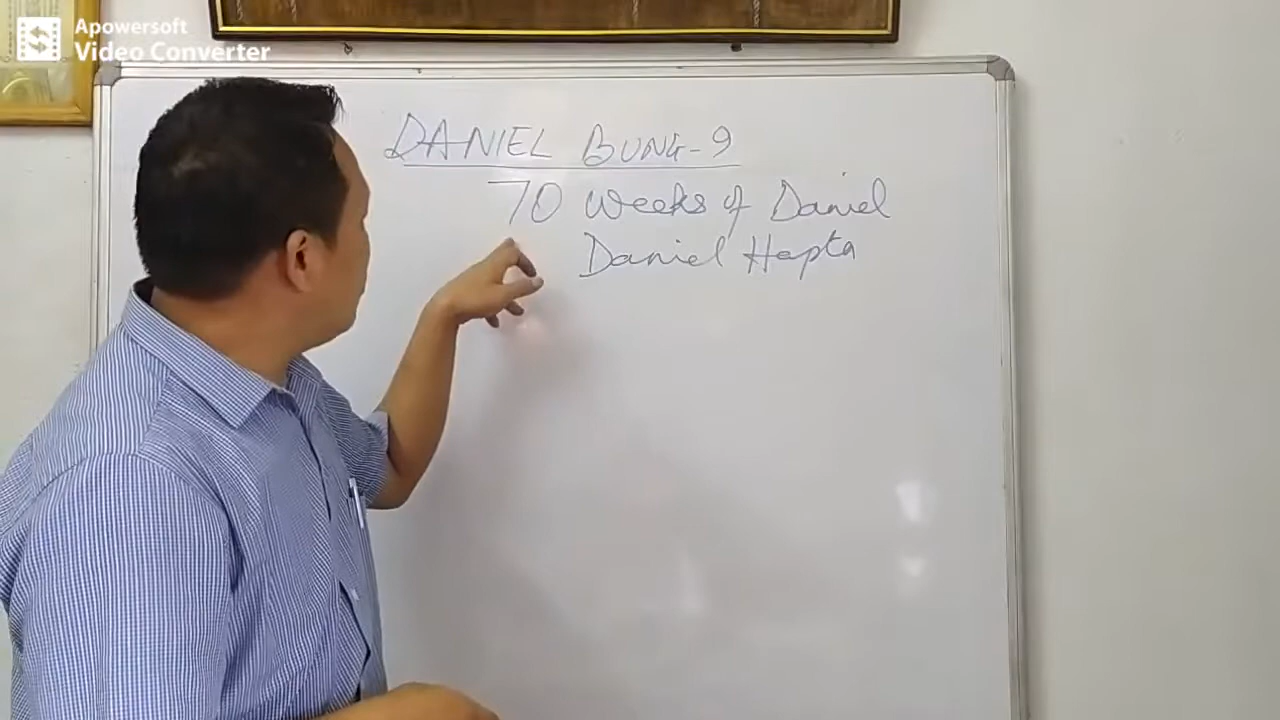 Apowersoft
Video Converter
DANIEL BUNG-9
70 Weeks of Daniel
Daniel Hapta